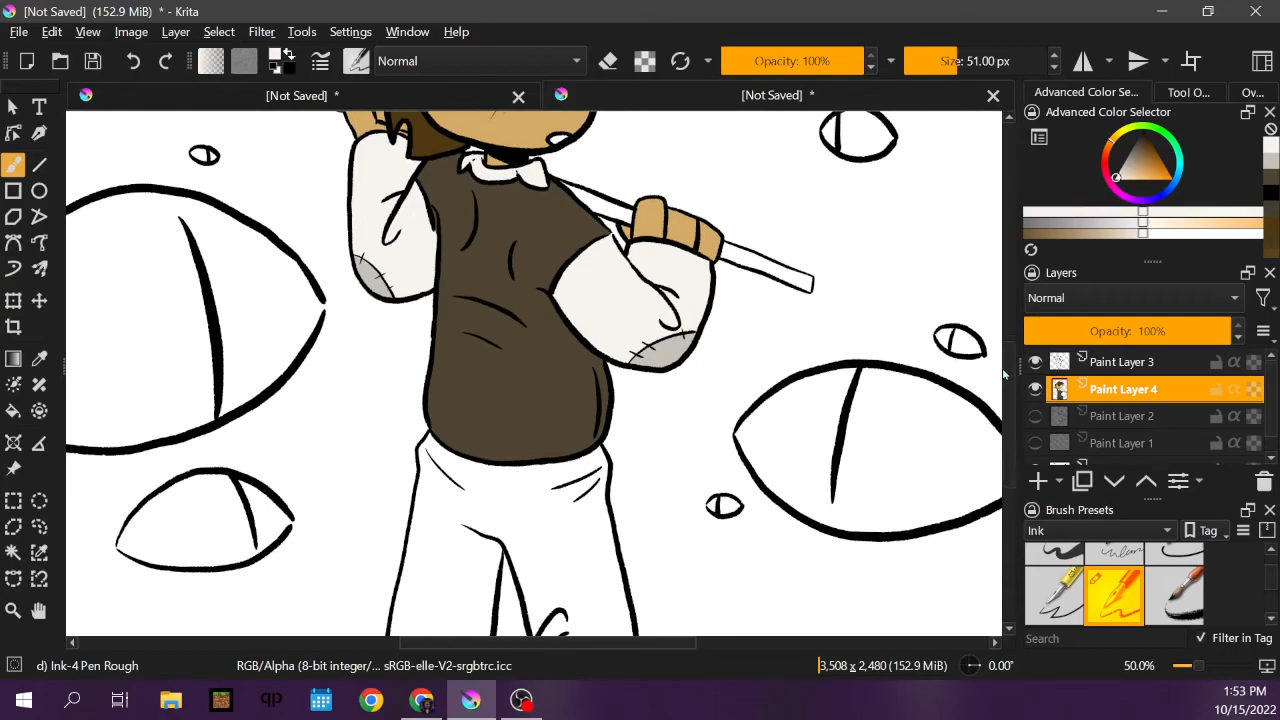 [Not Saved] (152.9 MiB) * - Krita
File Edit View Image Layer Select Filter Tools Settings Window Help
Normal
Opacity: 100%
Size: 51.00 px
[Not Saved] *
[Not Saved] *
Advanced Color Se...
Tool O...
Ov...
Advanced Color Selector
Layers
Normal
Opacity: 100%
Paint Layer 3
Paint Layer 4
Paint Layer 2
Paint Layer 1
Brush Presets
Ink
Tag
Search
Filter in Tag
d) Ink-4 Pen Rough
RGB/Alpha (8-bit integer/... sRGB-elle-V2-srgbtrc.icc
3,508 x 2,480 (152.9 MiB)
0.00°
50.0%
qp
1:53 PM
10/15/2022